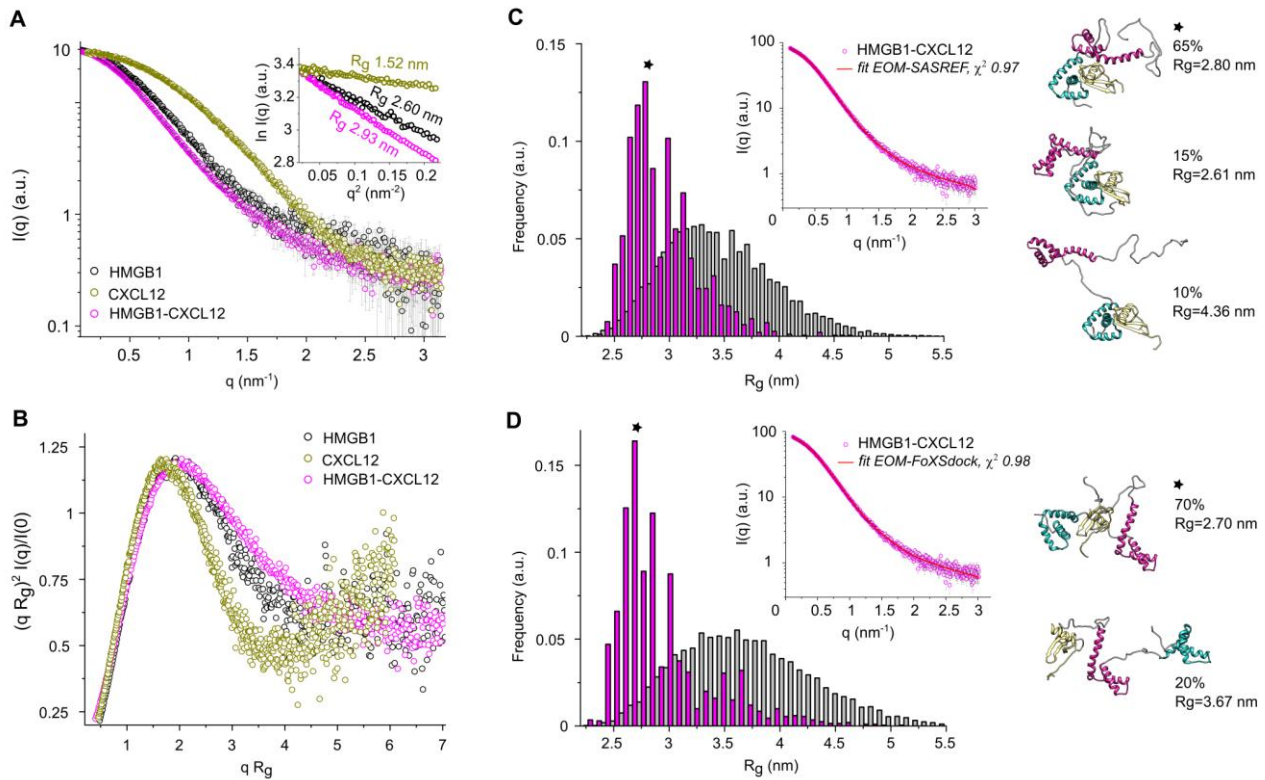 A
I(q) (a.u.)
10
1
0.1
HMGB1
CXCL12
HMGB1-CXCL12
0.5 1 1.5 2 2.5 3
q (nm⁻¹)
ln I(q) (a.u.)
3.4
3.2
3.0
2.8
Rg 1.52 nm
Rg 2.60 nm
Rg 2.93 nm
0.05 0.1 0.15 0.2
q² (nm⁻²)
B
(q Rg)² I(q)/I(0)
1.25
1
0.75
0.5
0.25
HMGB1
CXCL12
HMGB1-CXCL12
1 2 3 4 5 6 7
q Rg
C
Frequency (a.u.)
0.15
0.1
0.05
0
2.5 3 3.5 4 4.5 5 5.5
Rg (nm)
I(q) (a.u.)
100
10
1
HMGB1-CXCL12
fit EOM-SASREF, χ² 0.97
0 0.5 1 1.5 2 2.5 3
q (nm⁻¹)
65%
Rg=2.80 nm
15%
Rg=2.61 nm
10%
Rg=4.36 nm
D
Frequency (a.u.)
0.15
0.1
0.05
0
2.5 3 3.5 4 4.5 5 5.5
Rg (nm)
I(q) (a.u.)
100
10
1
HMGB1-CXCL12
fit EOM-FoXSdock, χ² 0.98
0 0.5 1 1.5 2 2.5 3
q (nm⁻¹)
70%
Rg=2.70 nm
20%
Rg=3.67 nm